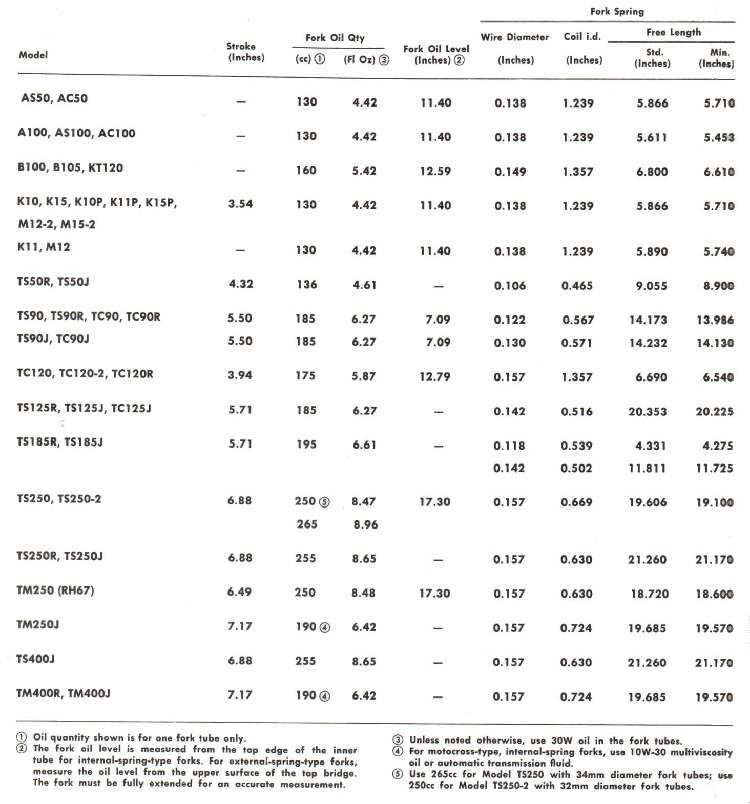 Fork Spring
Fork Oil Qty Wire Diameter Coil i.d. Free Length
Stroke Fork Oil Level
Model (Inches) (cc) ① (Fl Oz) ③ (Inches) ② (Inches) (Inches) Std. Min.
(Inches) (Inches)
AS50, AC50 — 130 4.42 11.40 0.138 1.239 5.866 5.710
A100, AS100, AC100 — 130 4.42 11.40 0.138 1.239 5.611 5.453
B100, B105, KT120 — 160 5.42 12.59 0.149 1.357 6.800 6.610
K10, K15, K10P, K11P, K15P, 3.54 130 4.42 11.40 0.138 1.239 5.866 5.710
M12-2, M15-2
K11, M12 — 130 4.42 11.40 0.138 1.239 5.890 5.740
TS50R, TS50J 4.32 136 4.61 — 0.106 0.465 9.055 8.900
TS90, TS90R, TC90, TC90R 5.50 185 6.27 7.09 0.122 0.567 14.173 13.986
TS90J, TC90J 5.50 185 6.27 7.09 0.130 0.571 14.232 14.130
TC120, TC120-2, TC120R 3.94 175 5.87 12.79 0.157 1.357 6.690 6.540
TS125R, TS125J, TC125J 5.71 185 6.27 — 0.142 0.516 20.353 20.225
TS185R, TS185J 5.71 195 6.61 — 0.118 0.539 4.331 4.275
0.142 0.502 11.811 11.725
TS250, TS250-2 6.88 250 ⑤ 8.47 17.30 0.157 0.669 19.606 19.100
265 8.96
TS250R, TS250J 6.88 255 8.65 — 0.157 0.630 21.260 21.170
TM250 (RH67) 6.49 250 8.48 17.30 0.157 0.630 18.720 18.600
TM250J 7.17 190 ④ 6.42 — 0.157 0.724 19.685 19.570
TS400J 6.88 255 8.65 — 0.157 0.630 21.260 21.170
TM400R, TM400J 7.17 190 ④ 6.42 — 0.157 0.724 19.685 19.570
① Oil quantity shown is for one fork tube only.
② The fork oil level is measured from the top edge of the inner
tube for internal-spring-type forks. For external-spring-type forks,
measure the oil level from the upper surface of the top bridge.
The fork must be fully extended for an accurate measurement.
③ Unless noted otherwise, use 30W oil in the fork tubes.
④ For motocross-type, internal-spring forks, use 10W-30 multiviscosity
oil or automatic transmission fluid.
⑤ Use 265cc for Model TS250 with 34mm diameter fork tubes; use
250cc for Model TS250-2 with 32mm diameter fork tubes.